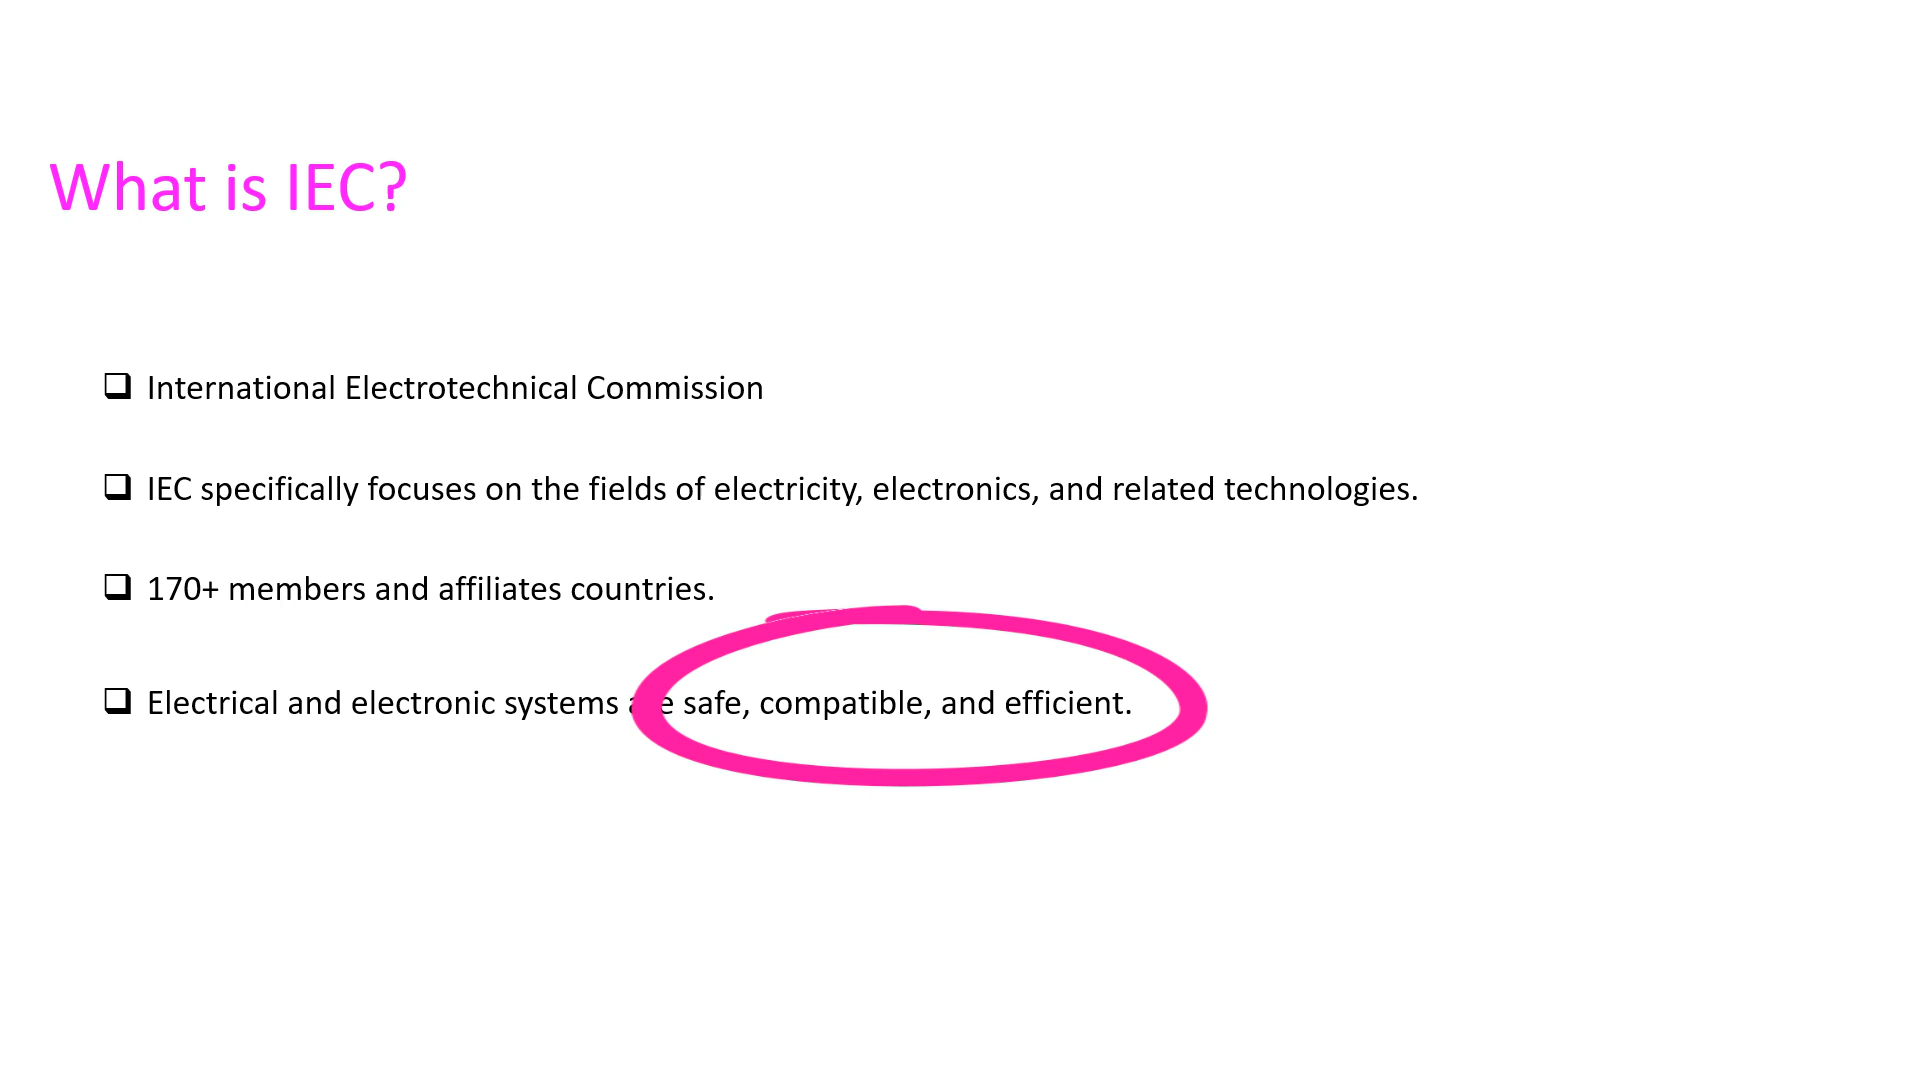 What is IEC?
International Electrotechnical Commission
IEC specifically focuses on the fields of electricity, electronics, and related technologies.
170+ members and affiliates countries.
Electrical and electronic systems are safe, compatible, and efficient.